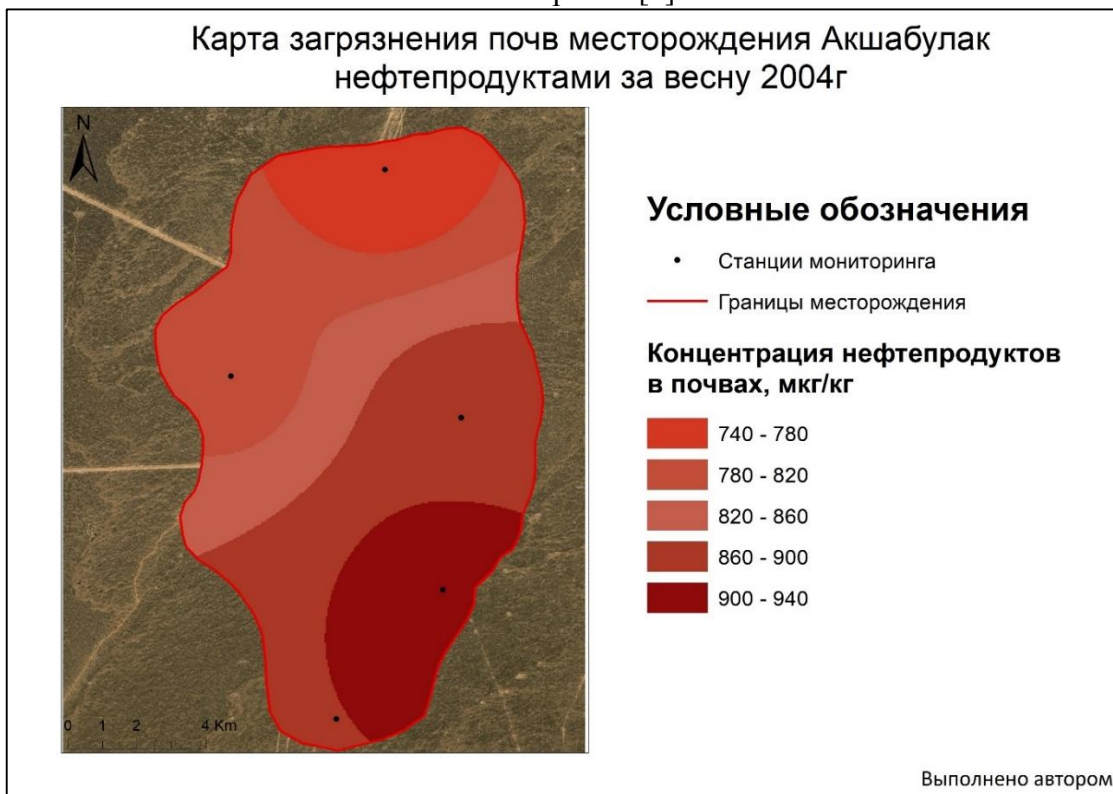 Карта загрязнения почв месторождения Акшабулак
нефтепродуктами за весну 2004г
N
Условные обозначения
Станции мониторинга
Границы месторождения
Концентрация нефтепродуктов
в почвах, мкг/кг
740 - 780
780 - 820
820 - 860
860 - 900
900 - 940
0 1 2 4 Km
Выполнено автором